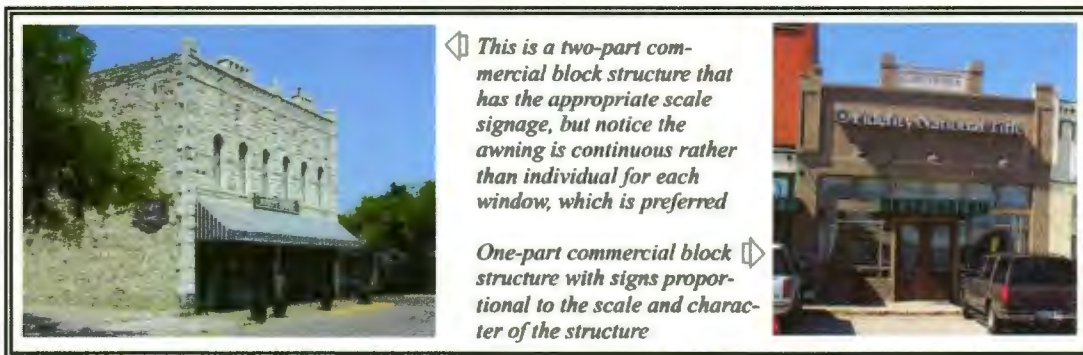 This is a two-part com-
mercial block structure that
has the appropriate scale
signage, but notice the
awning is continuous rather
than individual for each
window, which is preferred
One-part commercial block
structure with signs propor-
tional to the scale and charac-
ter of the structure
Title